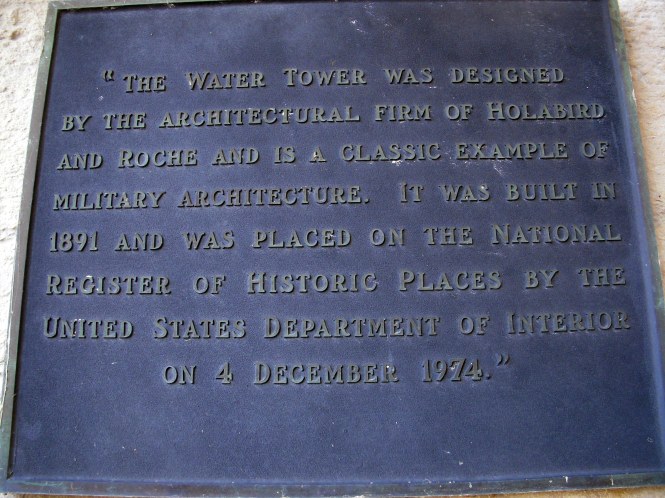 “The Water Tower was designed
by the architectural firm of Holabird
and Roche and is a classic example of
military architecture. It was built in
1891 and was placed on the National
Register of Historic Places by the
United States Department of Interior
on 4 December 1974.”